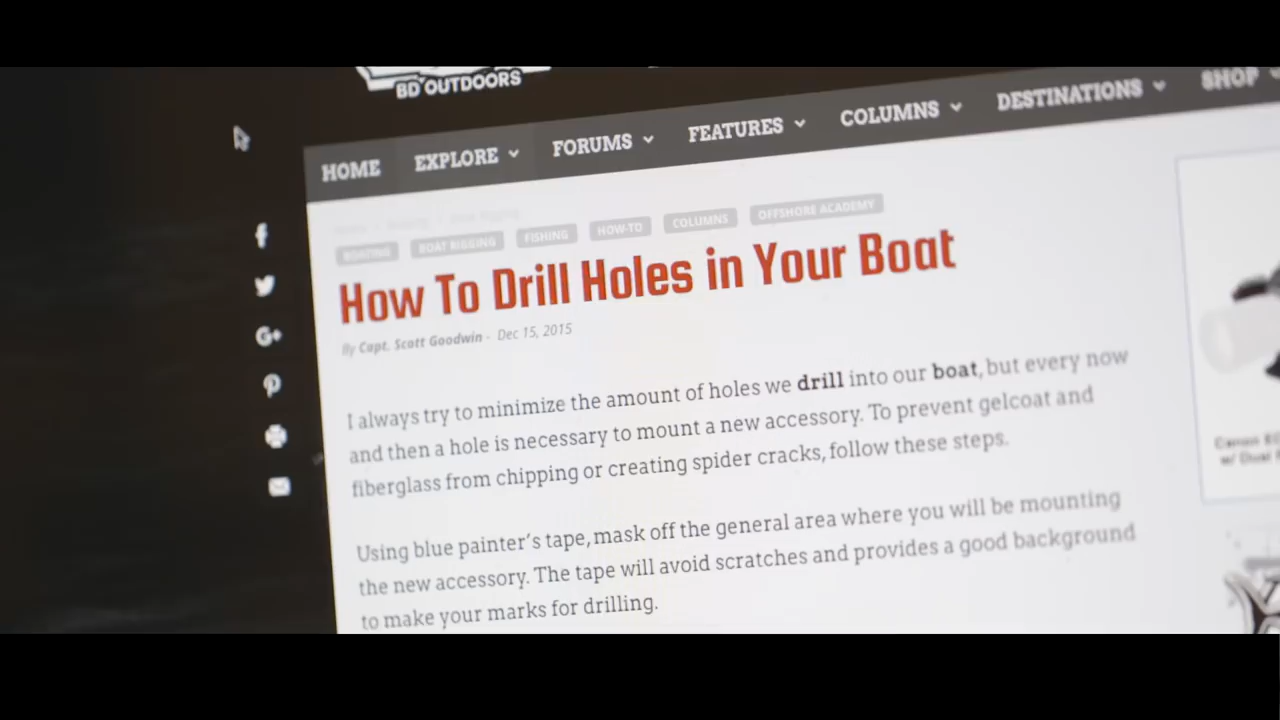 BD OUTDOORS
HOME EXPLORE FORUMS FEATURES COLUMNS DESTINATIONS SHOP
BOATING BOAT RIGGING FISHING HOW-TO COLUMNS OFFSHORE ACADEMY
How To Drill Holes in Your Boat
By Capt. Scott Goodwin - Dec 15, 2015
I always try to minimize the amount of holes we drill into our boat, but every now
and then a hole is necessary to mount a new accessory. To prevent gelcoat and
fiberglass from chipping or creating spider cracks, follow these steps.
Using blue painter's tape, mask off the general area where you will be mounting
the new accessory. The tape will avoid scratches and provides a good background
to make your marks for drilling.
Canon
w/ Dual